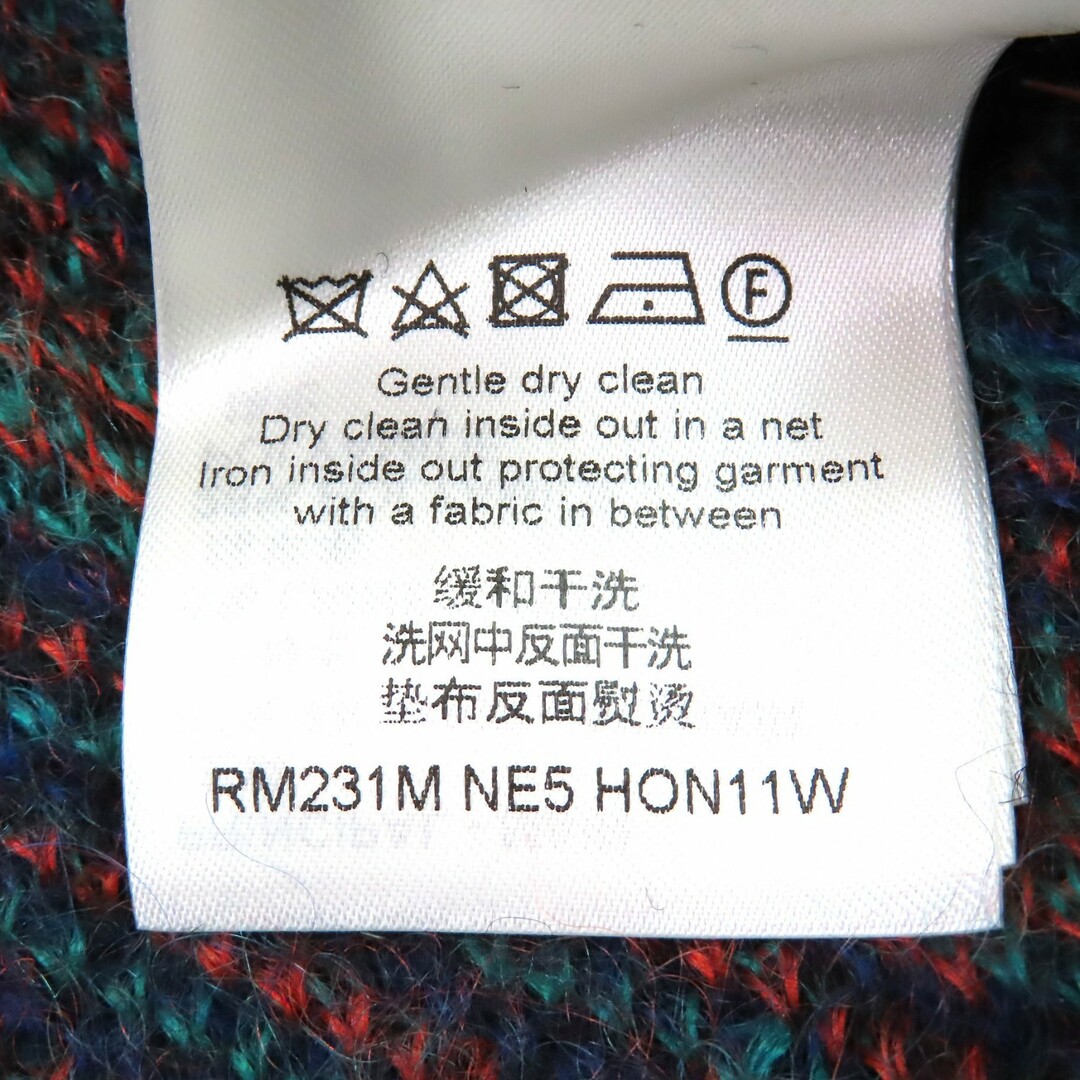 F
Gentle dry clean
Dry clean inside out in a net
Iron inside out protecting garment
with a fabric in between
缓和干洗
洗网中反面干洗
垫布反面熨烫
RM231M NE5 HON11W